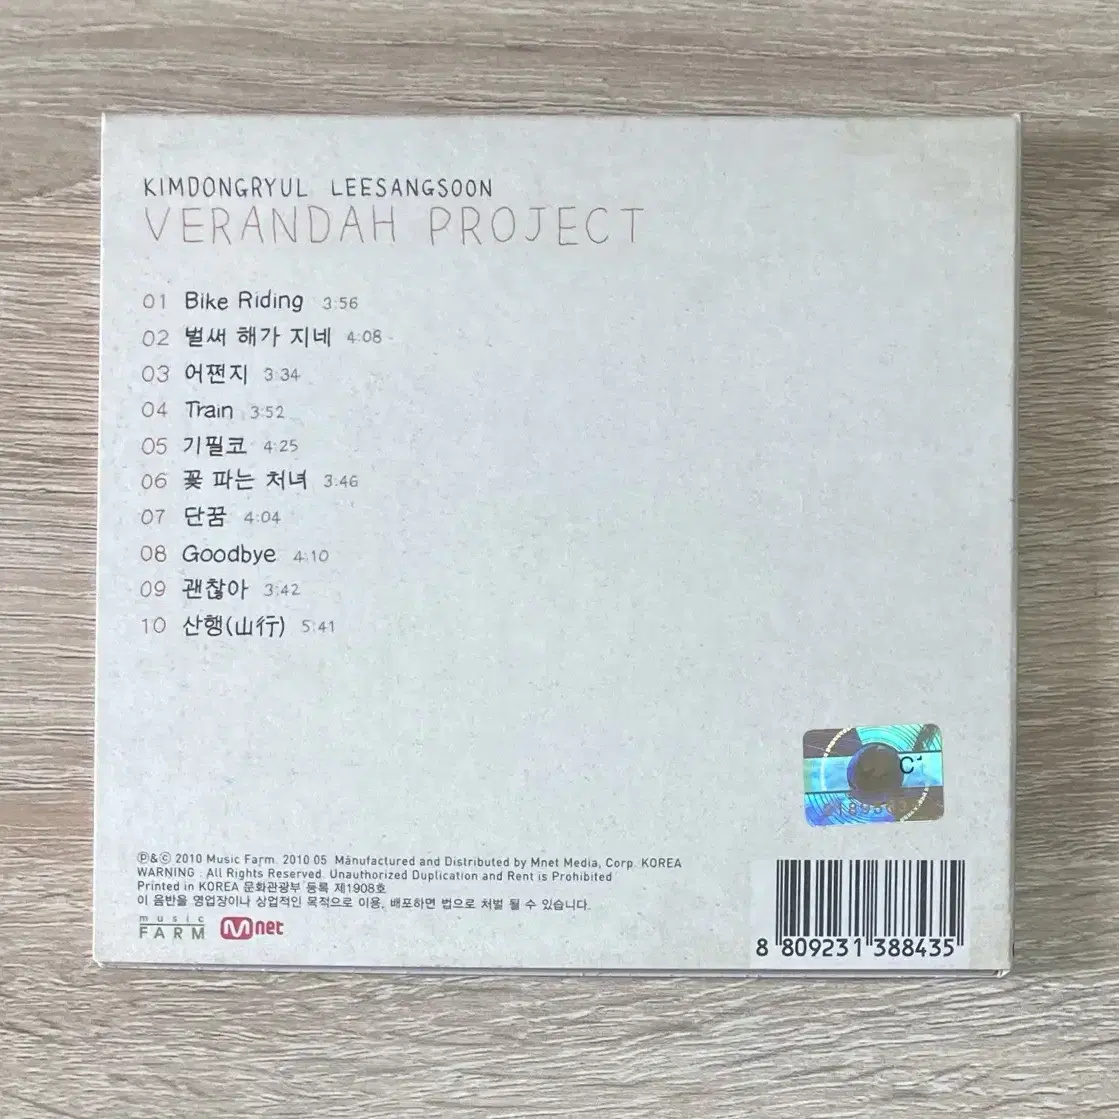 KIMDONGRYUL LEESANGSOON
VERANDAH PROJECT
01 Bike Riding 3:56
02 벌써 해가 지네 4:08
03 어쩐지 3:34
04 Train 3:52
05 기필코 4:25
06 꽃 파는 처녀 3:46
07 단꿈 4:04
08 Goodbye 4:10
09 괜찮아 3:42
10 산행(山行) 5:41
℗&© 2010 Music Farm. 2010 05 Manufactured and Distributed by Mnet Media, Corp. KOREA
WARNING : All Rights Reserved. Unauthorized Duplication and Rent is Prohibited
Printed in KOREA 문화관광부 등록 제1908호
이 음반을 영업장이나 상업적인 목적으로 이용, 배포하면 법으로 처벌 될 수 있습니다.
music
FARM
Mnet
8 809231 388435